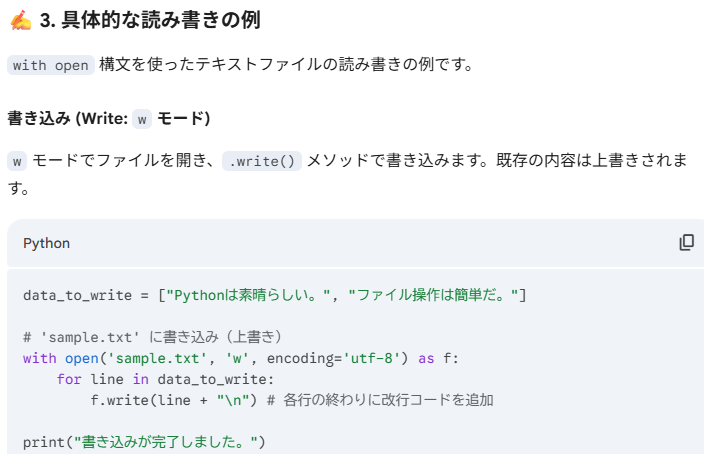 ✍️ 3. 具体的な読み書きの例
with open 構文を使ったテキストファイルの読み書きの例です。
書き込み (Write: w モード)
w モードでファイルを開き、 .write() メソッドで書き込みます。既存の内容は上書きされま
す。
Python
data_to_write = ["Pythonは素晴らしい。", "ファイル操作は簡単だ。"]
# 'sample.txt' に書き込み（上書き）
with open('sample.txt', 'w', encoding='utf-8') as f:
    for line in data_to_write:
        f.write(line + "\n") # 各行の終わりに改行コードを追加
print("書き込みが完了しました。")